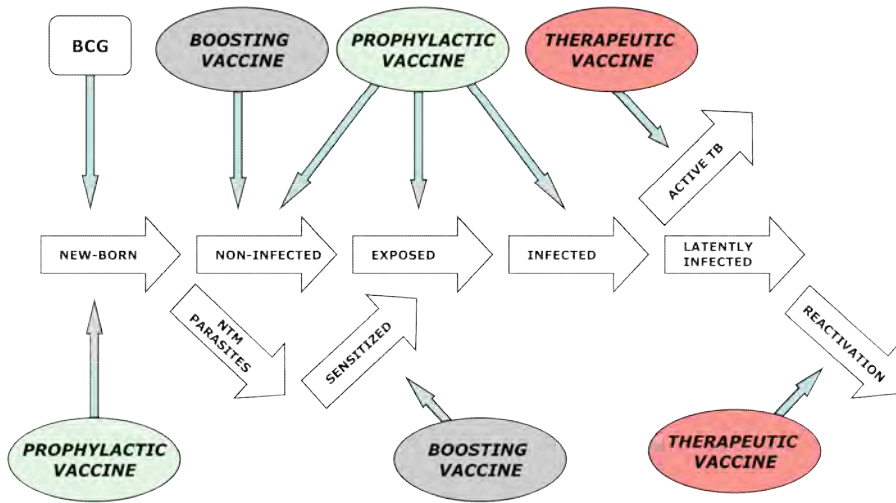 BCG
BOOSTING
VACCINE
PROPHYLACTIC
VACCINE
THERAPEUTIC
VACCINE
ACTIVE TB
NEW-BORN
NON-INFECTED
EXPOSED
INFECTED
LATENTLY
INFECTED
NTM
PARASITES
SENSITIZED
REACTIVATION
PROPHYLACTIC
VACCINE
BOOSTING
VACCINE
THERAPEUTIC
VACCINE